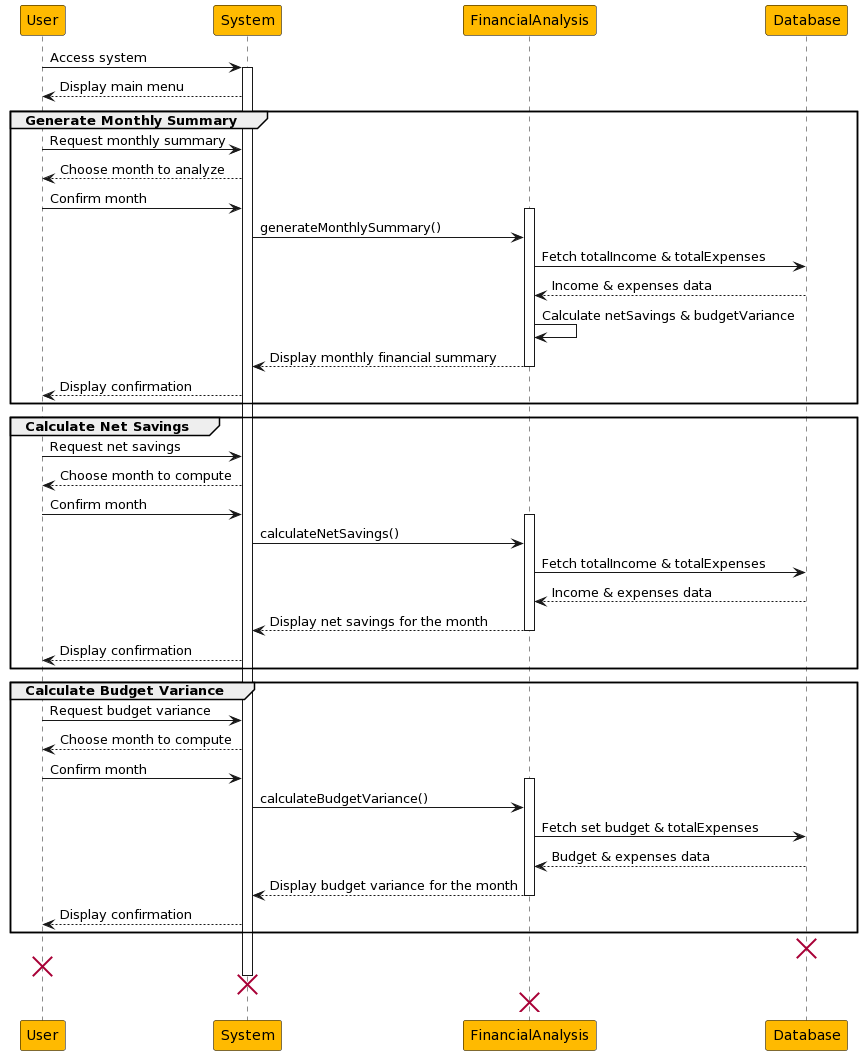 User System FinancialAnalysis Database
Access system
Display main menu
Generate Monthly Summary
Request monthly summary
Choose month to analyze
Confirm month
generateMonthlySummary()
Fetch totalIncome & totalExpenses
Income & expenses data
Calculate netSavings & budgetVariance
Display monthly financial summary
Display confirmation
Calculate Net Savings
Request net savings
Choose month to compute
Confirm month
calculateNetSavings()
Fetch totalIncome & totalExpenses
Income & expenses data
Display net savings for the month
Display confirmation
Calculate Budget Variance
Request budget variance
Choose month to compute
Confirm month
calculateBudgetVariance()
Fetch set budget & totalExpenses
Budget & expenses data
Display budget variance for the month
Display confirmation
User System FinancialAnalysis Database